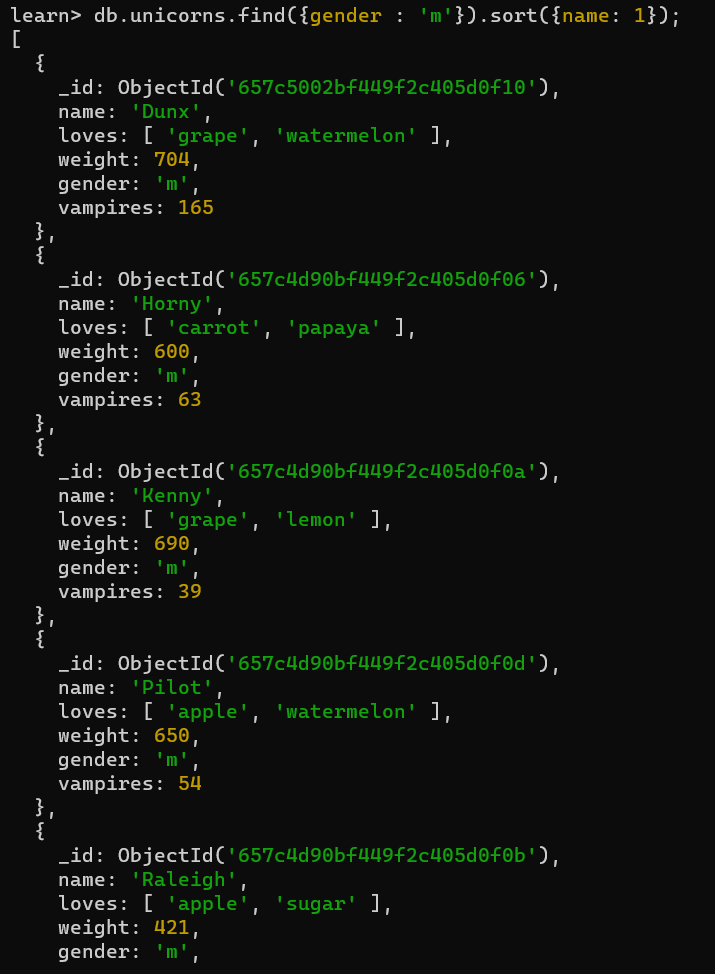 learn> db.unicorns.find({gender : 'm'}).sort({name: 1});
[
  {
    _id: ObjectId('657c5002bf449f2c405d0f10'),
    name: 'Dunx',
    loves: [ 'grape', 'watermelon' ],
    weight: 704,
    gender: 'm',
    vampires: 165
  },
  {
    _id: ObjectId('657c4d90bf449f2c405d0f06'),
    name: 'Horny',
    loves: [ 'carrot', 'papaya' ],
    weight: 600,
    gender: 'm',
    vampires: 63
  },
  {
    _id: ObjectId('657c4d90bf449f2c405d0f0a'),
    name: 'Kenny',
    loves: [ 'grape', 'lemon' ],
    weight: 690,
    gender: 'm',
    vampires: 39
  },
  {
    _id: ObjectId('657c4d90bf449f2c405d0f0d'),
    name: 'Pilot',
    loves: [ 'apple', 'watermelon' ],
    weight: 650,
    gender: 'm',
    vampires: 54
  },
  {
    _id: ObjectId('657c4d90bf449f2c405d0f0b'),
    name: 'Raleigh',
    loves: [ 'apple', 'sugar' ],
    weight: 421,
    gender: 'm',